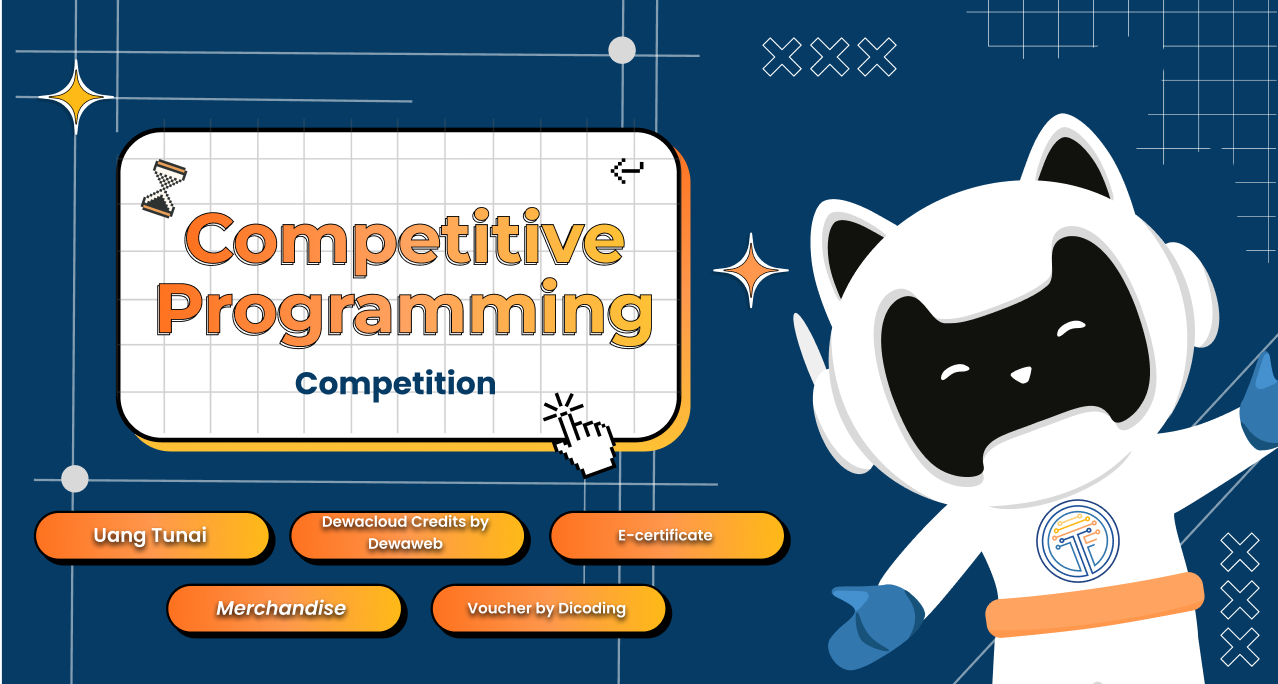 Competitive
Programming
Competition
Uang Tunai
Dewacloud Credits by
Dewaweb
E-certificate
Merchandise
Voucher by Dicoding